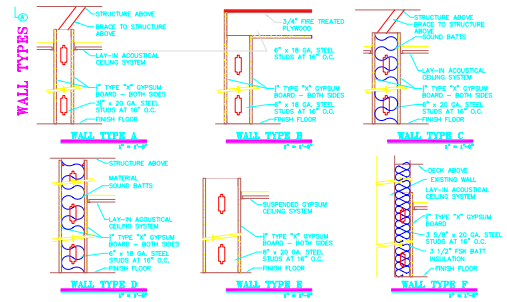 WALL TYPES
STRUCTURE ABOVE
BRACE TO STRUCTURE
ABOVE
LAY-IN ACOUSTICAL
CEILING SYSTEM
1" TYPE "X" GYPSUM
BOARD - BOTH SIDES
20 GA. STEEL
STUDS AT 16" O.C.
FINISH FLOOR
WALL TYPE A
1" = 1'-0"
3/4" FIRE TREATED
PLYWOOD
6" x 18 GA. STEEL
STUDS AT 16" O.C.
1" TYPE "X" GYPSUM
BOARD - BOTH SIDES
6" x 18 GA. STEEL
STUDS AT 16" O.C.
FINISH FLOOR
WALL TYPE B
1" = 1'-0"
STRUCTURE ABOVE
BRACE TO STRUCTURE
ABOVE
SOUND BATTS
LAY-IN ACOUSTICAL
CEILING SYSTEM
1" TYPE "X" GYPSUM
BOARD - BOTH SIDES
6" x 20 GA. STEEL
STUDS AT 16" O.C.
FINISH FLOOR
WALL TYPE C
1" = 1'-0"
STRUCTURE ABOVE
MATERIAL
SOUND BATTS
LAY-IN ACOUSTICAL
CEILING SYSTEM
1" TYPE "X" GYPSUM
BOARD - BOTH SIDES
6" x 18 GA. STEEL
STUDS AT 16" O.C.
FINISH FLOOR
WALL TYPE D
1" = 1'-0"
SUSPENDED GYPSUM
CEILING SYSTEM
1" TYPE "X" GYPSUM
BOARD - BOTH SIDES
6" x 20 GA. STEEL
STUDS AT 16" O.C.
FINISH FLOOR
WALL TYPE E
1" = 1'-0"
DECK ABOVE
EXISTING WALL
LAY-IN ACOUSTICAL
CEILING SYSTEM
1" TYPE "X" GYPSUM
BOARD
3 5/8" x 20 GA. STEEL
STUDS AT 16" O.C.
3 1/2" FSK BATT
INSULATION
FINISH FLOOR
WALL TYPE F
1" = 1'-0"